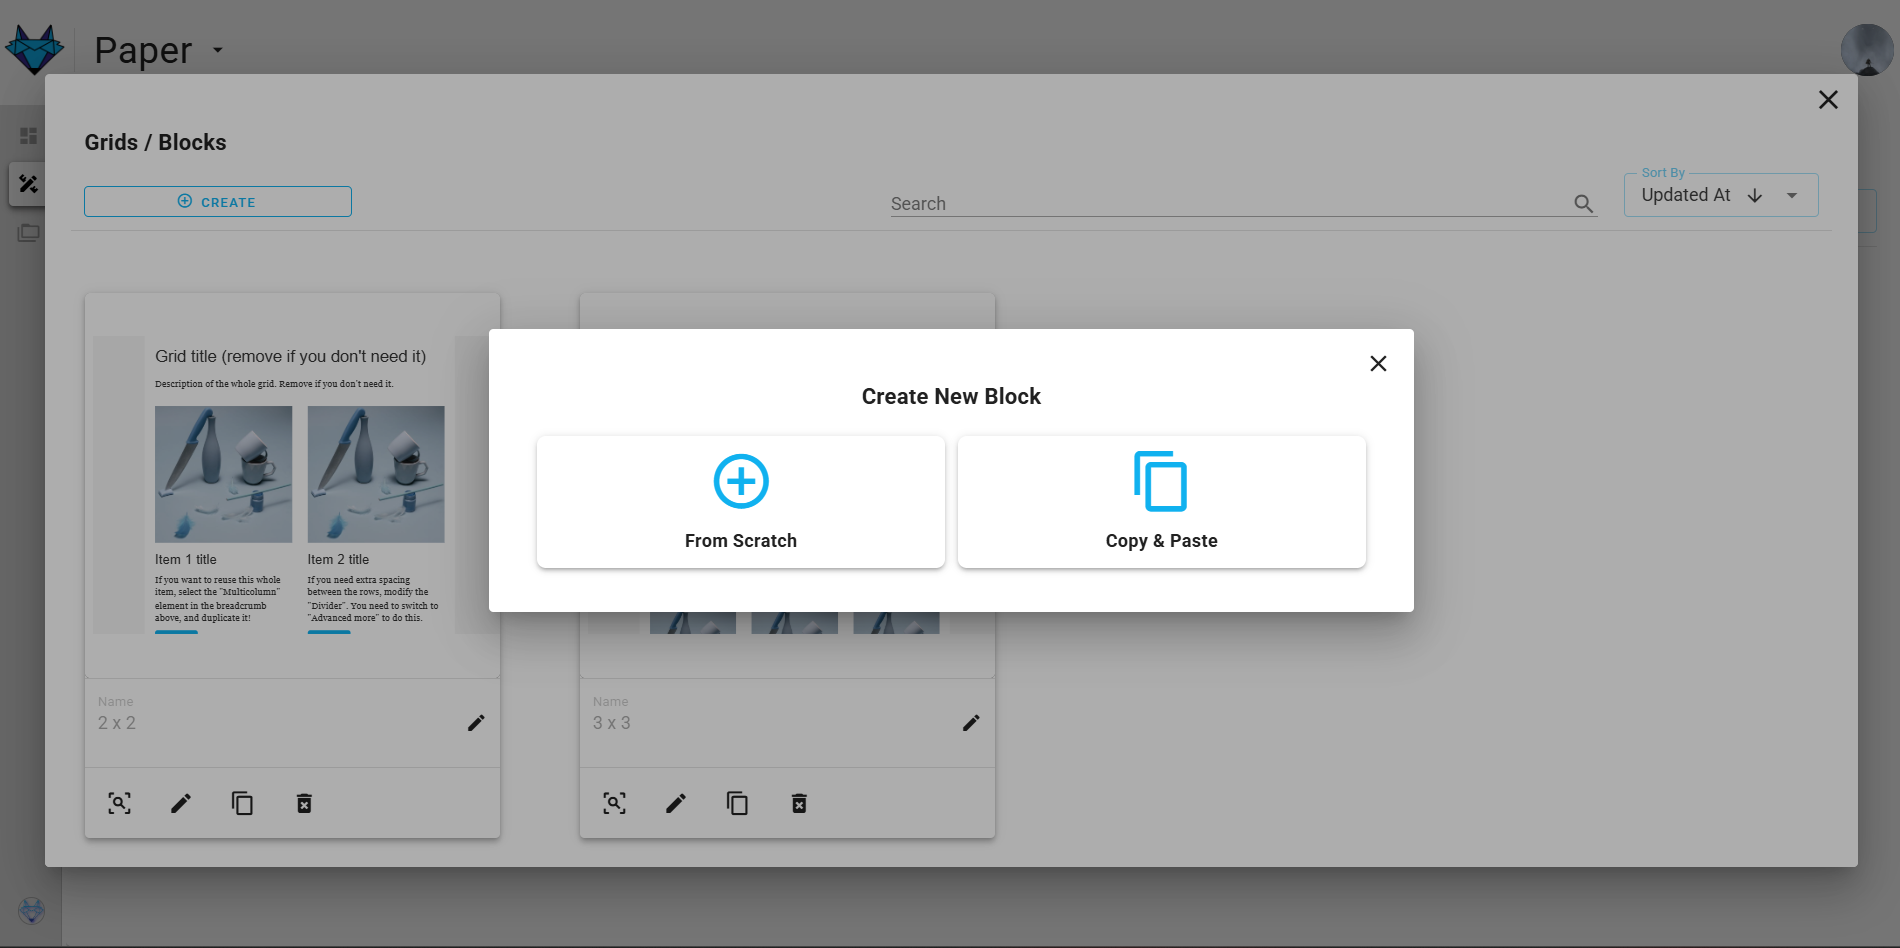 Paper
Grids / Blocks
CREATE
Search
Sort By
Updated At
Grid title (remove if you don't need it)
Description of the whole grid. Remove if you don't need it.
Item 1 title
If you want to reuse this whole
item, select the "Multicolumn"
element in the breadcrumb
above, and duplicate it!
Item 2 title
If you need extra spacing
between the rows, modify the
"Divider". You need to switch to
"Advanced more" to do this.
Create New Block
From Scratch
Copy & Paste
Name
2 x 2
Name
3 x 3